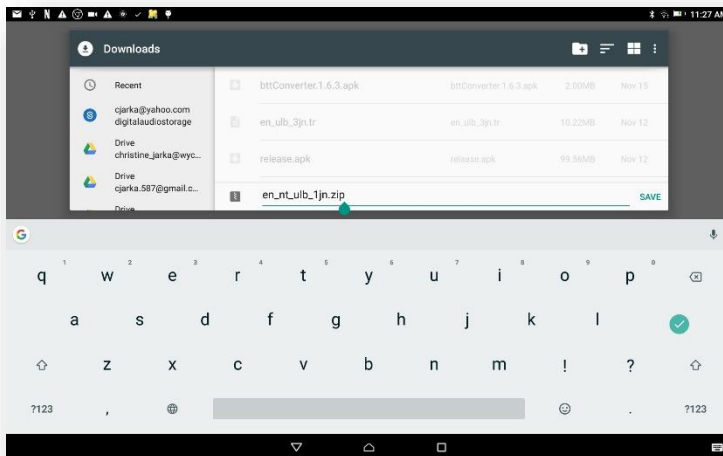 N 11:27 AM
Downloads
Recent
bttConverter.1.6.3.apk bttConverter.1.6.3.apk 2.00MB Nov 15
cjarka@yahoo.com
digitalaudiostorage
en_ulb_3jn.tr en_ulb_3jn.tr 10.22MB Nov 12
Drive
christine_jarka@wyc...
release.apk release.apk 99.56MB Nov 12
Drive
cjarka.587@gmail.c...
Drive
en_nt_ulb_1jn.zip SAVE
G
1 2 3 4 5 6 7 8 9 0
q w e r t y u i o p
a s d f g h j k l
z x c v b n m ! ?
?123 , . ?123